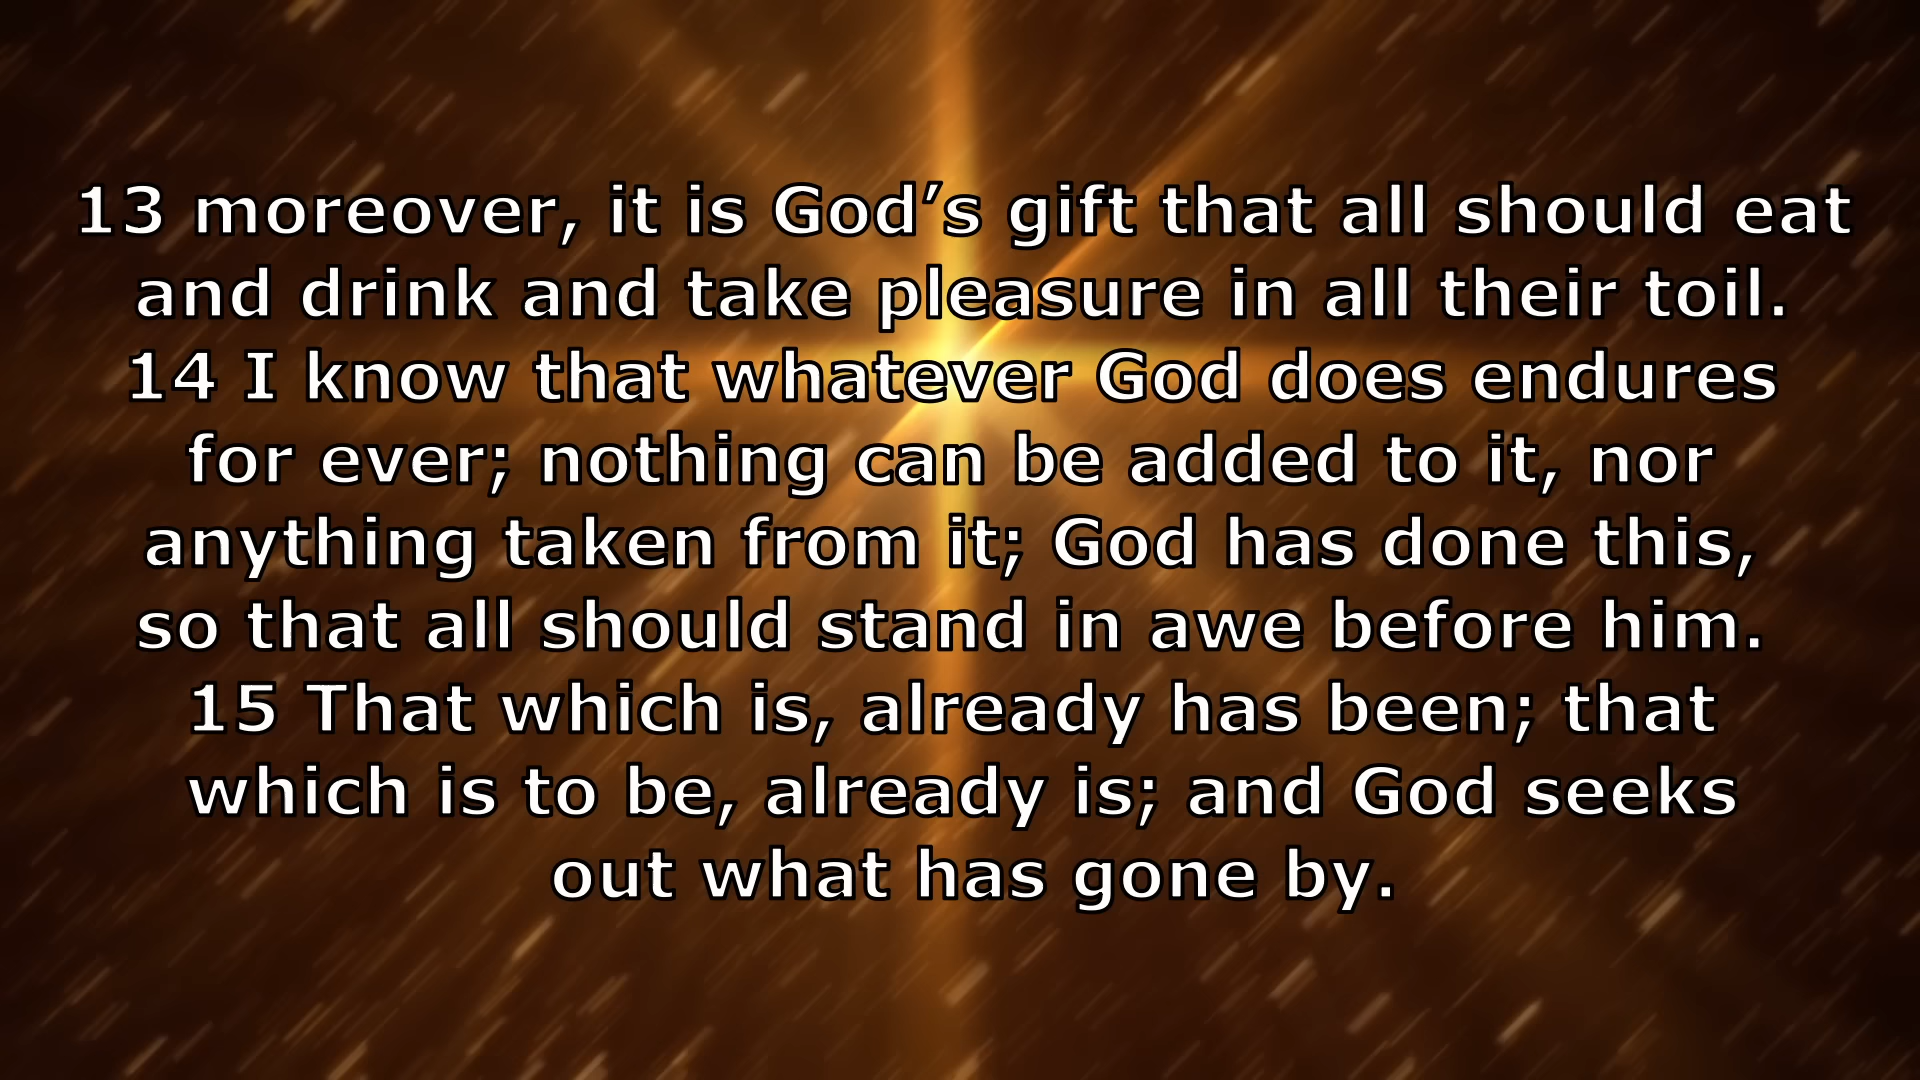 13 moreover, it is God’s gift that all should eat
and drink and take pleasure in all their toil.
14 I know that whatever God does endures
for ever; nothing can be added to it, nor
anything taken from it; God has done this,
so that all should stand in awe before him.
15 That which is, already has been; that
which is to be, already is; and God seeks
out what has gone by.